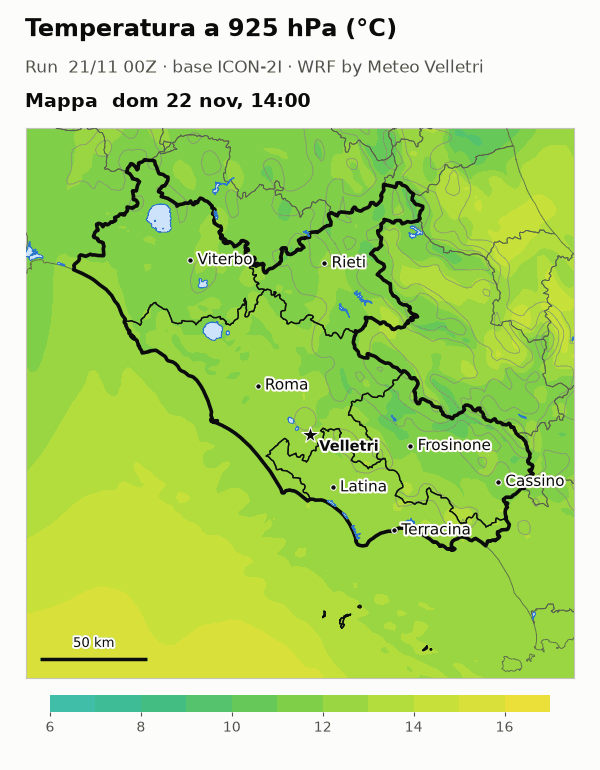 Temperatura a 925 hPa (°C)
Run  21/11 00Z · base ICON-2I · WRF by Meteo Velletri
Mappa  dom 22 nov, 14:00
Viterbo
Rieti
Roma
Velletri
Frosinone
Cassino
Latina
Terracina
50 km
6 8 10 12 14 16